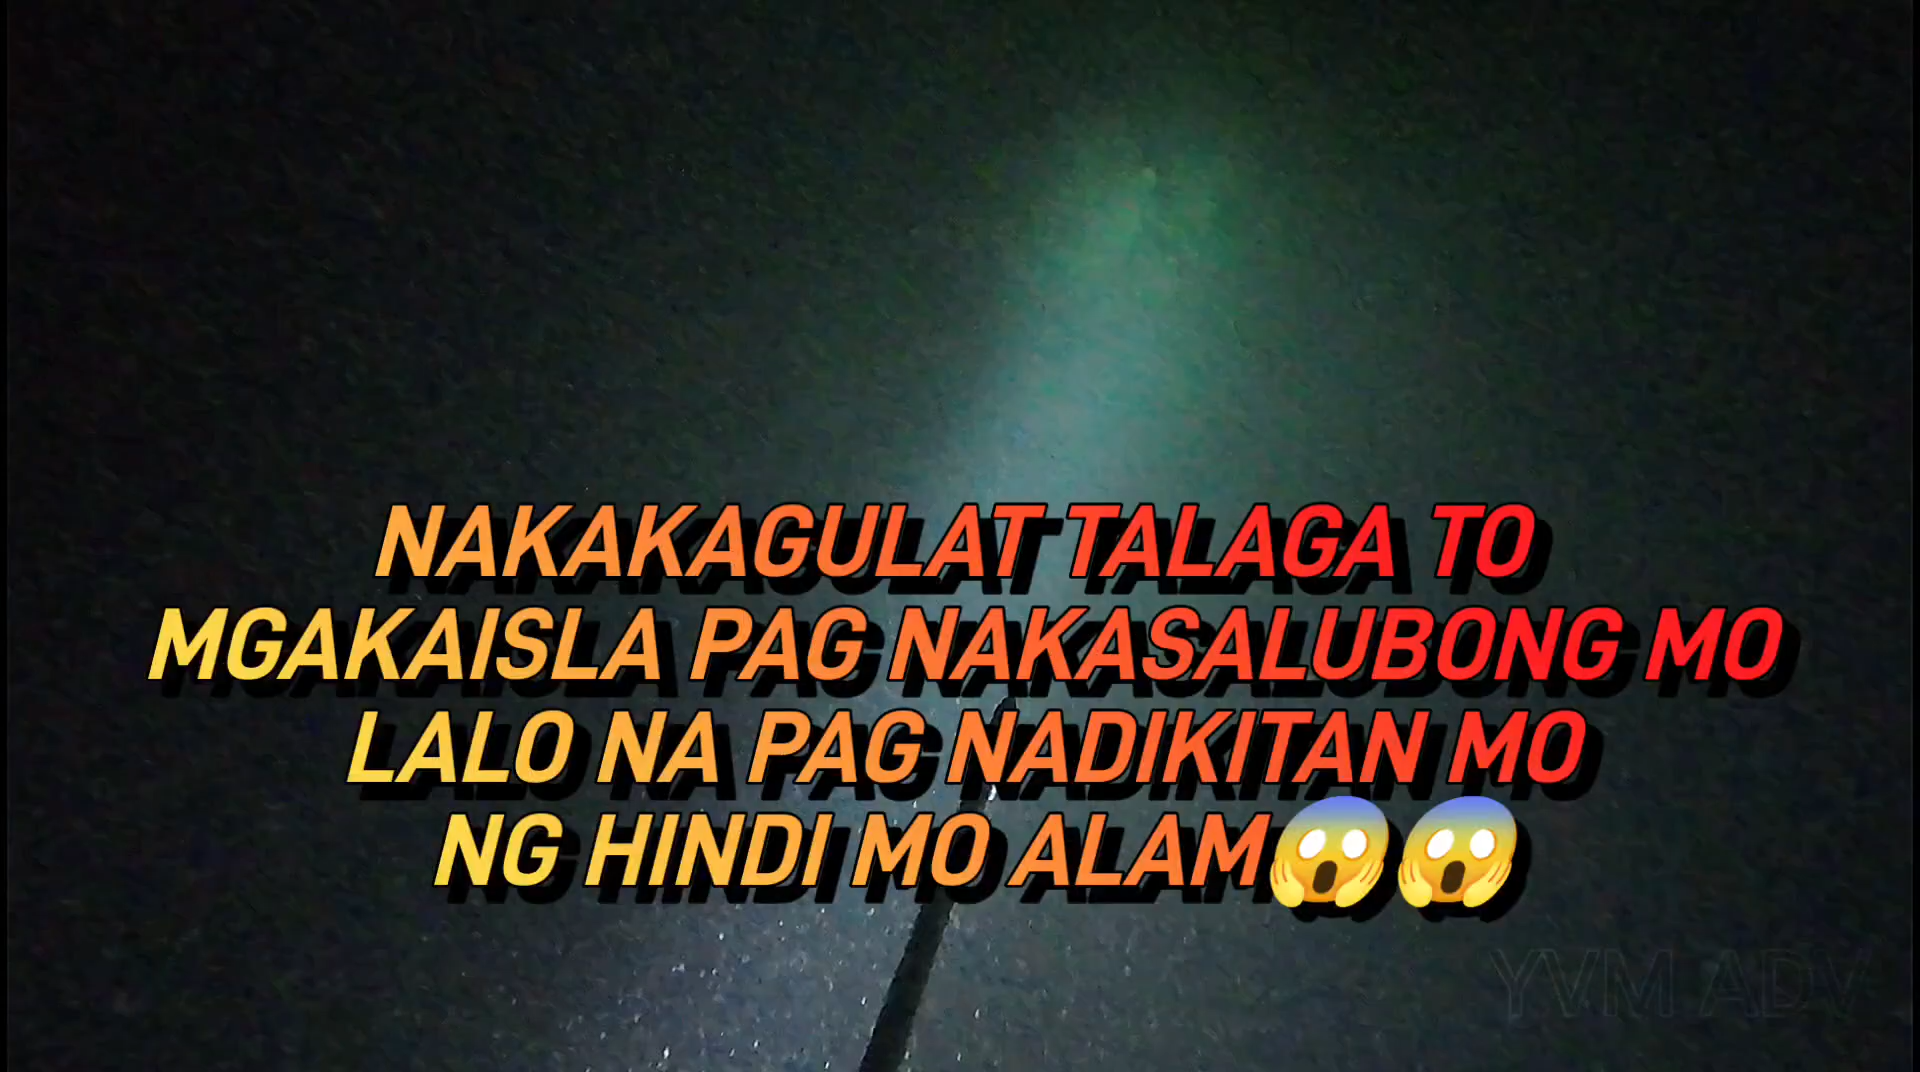 NAKAKAGULAT TALAGA TO
MGAKAISLA PAG NAKASALUBONG MO
LALO NA PAG NADIKITAN MO
NG HINDI MO ALAM😱😱
YVM ADV